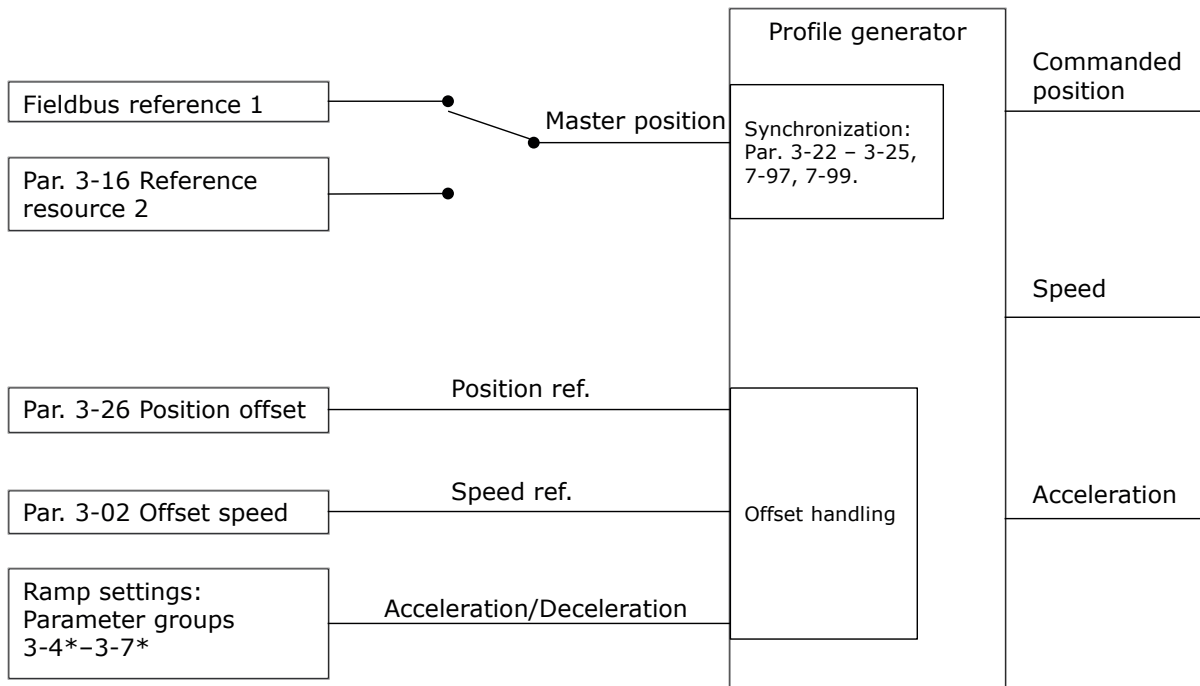 Profile generator
Commanded
position
Fieldbus reference 1
Master position
Synchronization:
Par. 3-22 – 3-25,
7-97, 7-99.
Par. 3-16 Reference
resource 2
Speed
Position ref.
Par. 3-26 Position offset
Speed ref.
Par. 3-02 Offset speed
Offset handling
Acceleration
Ramp settings:
Parameter groups
3-4*–3-7*
Acceleration/Deceleration